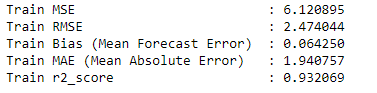 Train MSE : 6.120895
Train RMSE : 2.474044
Train Bias (Mean Forecast Error) : 0.064250
Train MAE (Mean Absolute Error) : 1.940757
Train r2_score : 0.932069